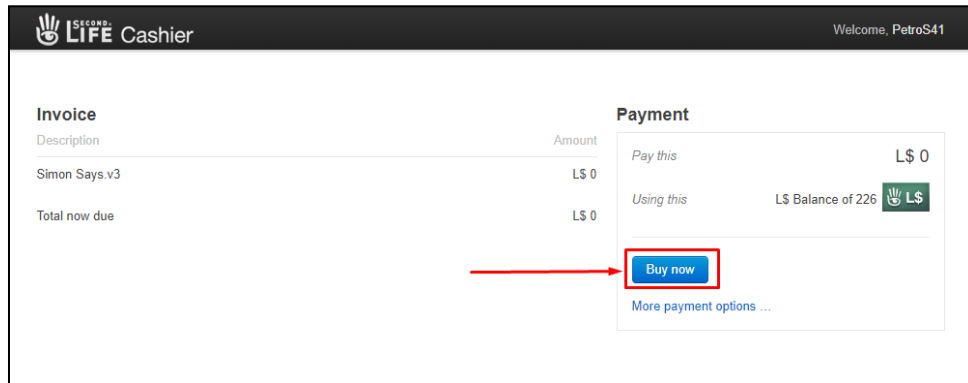 SECOND LIFE Cashier
Welcome, PetroS41
Invoice
Description Amount
Simon Says.v3 L$ 0
Total now due L$ 0
Payment
Pay this L$ 0
Using this L$ Balance of 226 L$
Buy now
More payment options ...